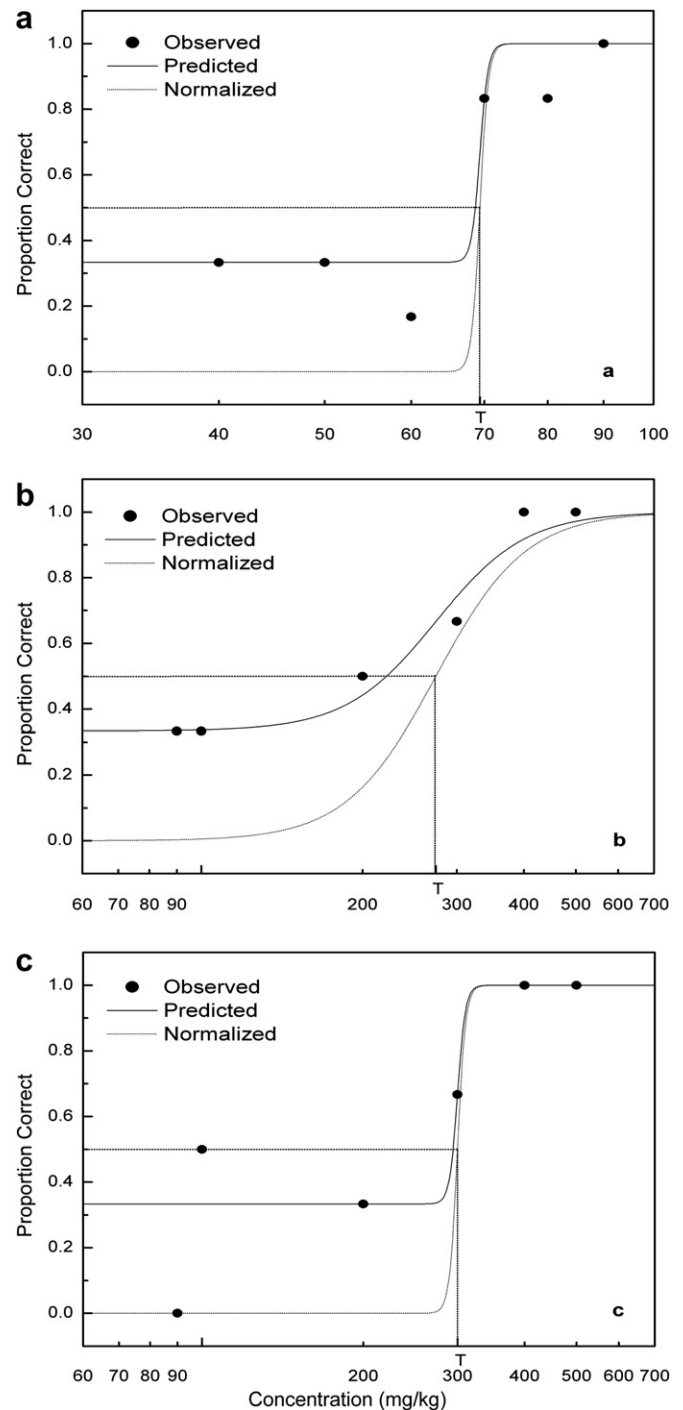 a
1.0
Observed
Predicted
Normalized
0.8
0.6
0.4
0.2
0.0
Proportion Correct
a
T
30 40 50 60 70 80 90 100
b
1.0
Observed
Predicted
Normalized
0.8
0.6
0.4
0.2
0.0
Proportion Correct
b
T
60 70 80 90 200 300 400 500 600 700
c
1.0
Observed
Predicted
Normalized
0.8
0.6
0.4
0.2
0.0
Proportion Correct
c
T
60 70 80 90 200 300 400 500 600 700
Concentration (mg/kg)